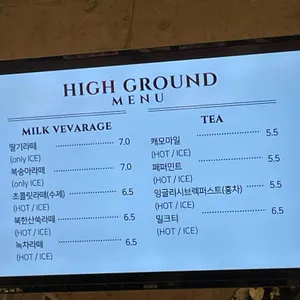 HIGH GROUND
MENU
MILK VEVARAGE
딸기라떼 7.0
(only ICE)
복숭아라떼 7.0
(only ICE)
초콜릿라떼(수제) 6.5
(HOT / ICE)
북한산쑥라떼 6.5
(HOT / ICE)
녹차라떼 6.5
(HOT / ICE)
TEA
캐모마일 5.5
(HOT / ICE)
페퍼민트 5.5
(HOT / ICE)
잉글리시브렉퍼스트(홍차) 5.5
(HOT / ICE)
밀크티 6.5
(HOT / ICE)